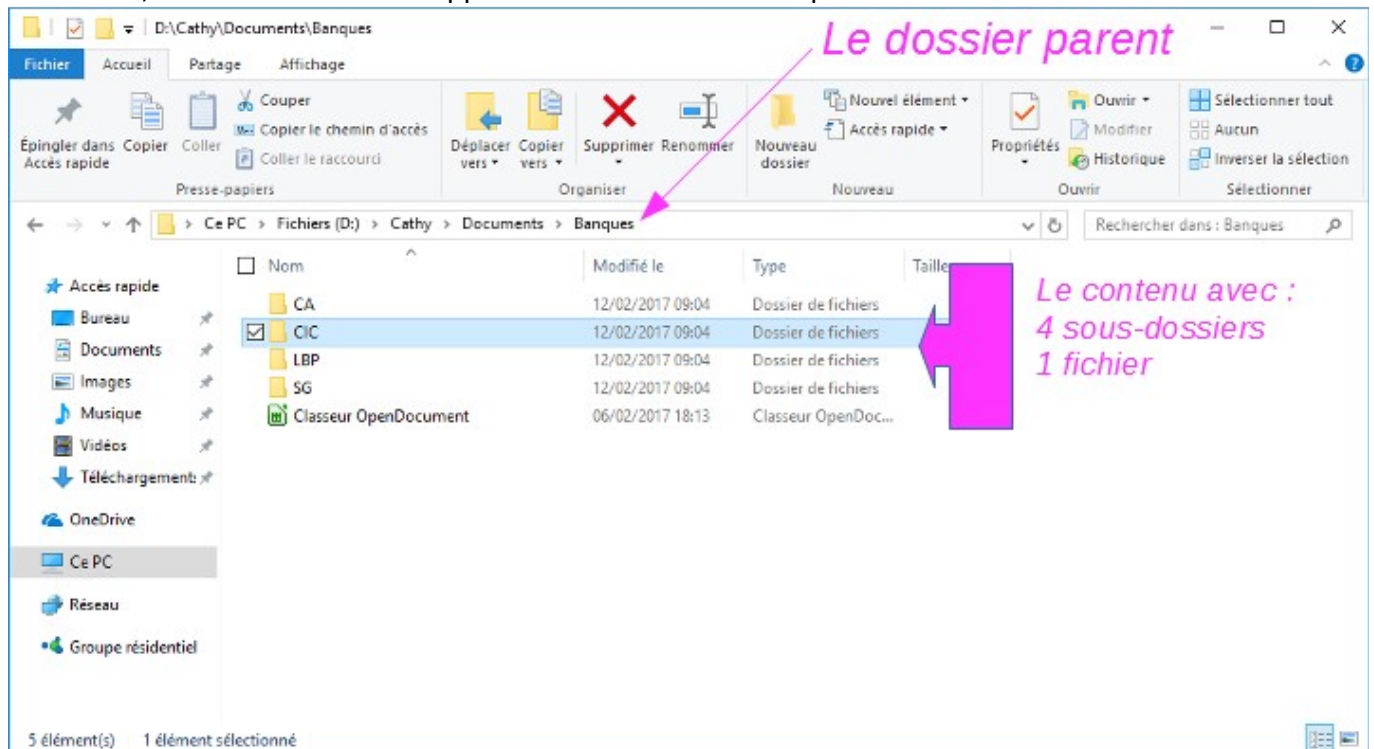 D:\Cathy\Documents\Banques
Le dossier parent
Fichier Accueil Partage Affichage
Épingler dans Accès rapide
Copier
Coller
Couper
Copier le chemin d'accès
Coller le raccourci
Déplacer vers
Copier vers
Supprimer
Renommer
Nouveau dossier
Nouvel élément
Accès rapide
Propriétés
Ouvrir
Modifier
Historique
Sélectionner tout
Aucun
Inverser la sélection
Presse-papiers Organiser Nouveau Ouvrir Sélectionner
Ce PC > Fichiers (D:) > Cathy > Documents > Banques
Rechercher dans : Banques
Accès rapide
Bureau
Documents
Images
Musique
Vidéos
OneDrive
Ce PC
Réseau
Groupe résidentiel
Nom Modifié le Type Taille
CA 12/02/2017 09:04 Dossier de fichiers
CIC 12/02/2017 09:04 Dossier de fichiers
LBP 12/02/2017 09:04 Dossier de fichiers
SG 12/02/2017 09:04 Dossier de fichiers
Classeur OpenDocument 06/02/2017 18:13 Classeur OpenDoc...
Le contenu avec :
4 sous-dossiers
1 fichier
5 élément(s) 1 élément sélectionné